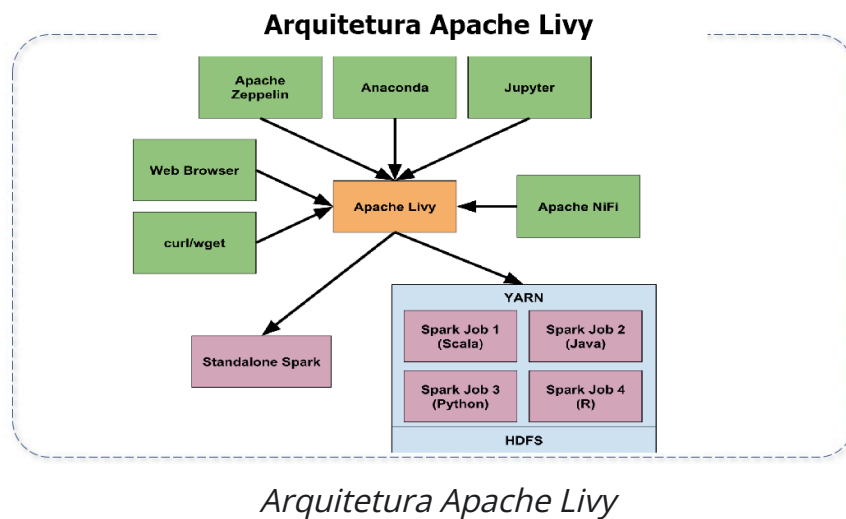 Arquitetura Apache Livy
Apache
Zeppelin
Anaconda
Jupyter
Web Browser
Apache Livy
Apache NiFi
curl/wget
YARN
Spark Job 1
(Scala)
Spark Job 2
(Java)
Standalone Spark
Spark Job 3
(Python)
Spark Job 4
(R)
HDFS
Arquitetura Apache Livy